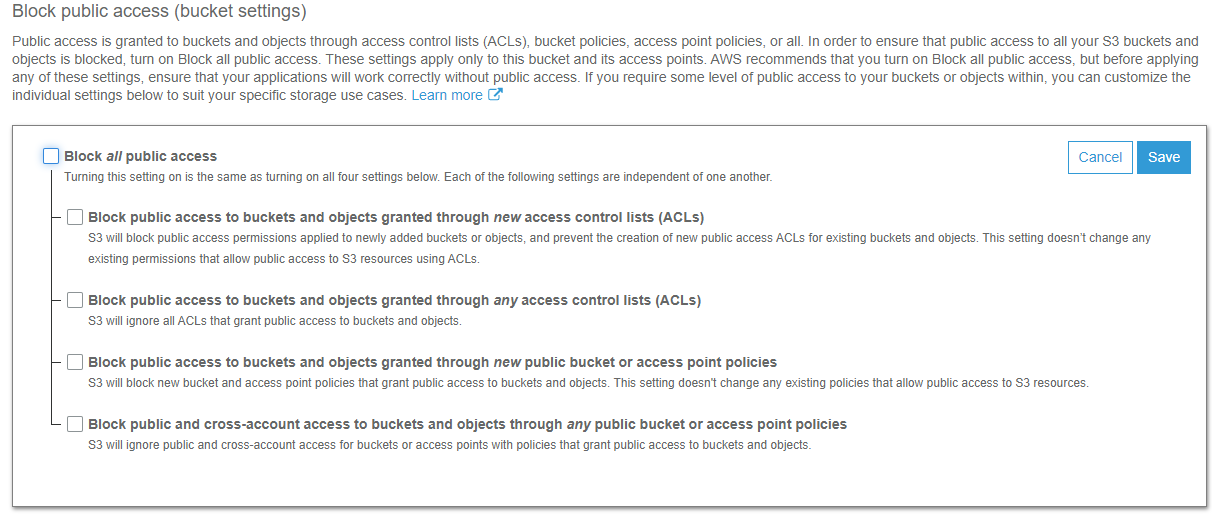 Block public access (bucket settings)
Public access is granted to buckets and objects through access control lists (ACLs), bucket policies, access point policies, or all. In order to ensure that public access to all your S3 buckets and
objects is blocked, turn on Block all public access. These settings apply only to this bucket and its access points. AWS recommends that you turn on Block all public access, but before applying
any of these settings, ensure that your applications will work correctly without public access. If you require some level of public access to your buckets or objects within, you can customize the
individual settings below to suit your specific storage use cases. Learn more
Block all public access
Cancel Save
Turning this setting on is the same as turning on all four settings below. Each of the following settings are independent of one another.
Block public access to buckets and objects granted through new access control lists (ACLs)
S3 will block public access permissions applied to newly added buckets or objects, and prevent the creation of new public access ACLs for existing buckets and objects. This setting doesn't change any
existing permissions that allow public access to S3 resources using ACLs.
Block public access to buckets and objects granted through any access control lists (ACLs)
S3 will ignore all ACLs that grant public access to buckets and objects.
Block public access to buckets and objects granted through new public bucket or access point policies
S3 will block new bucket and access point policies that grant public access to buckets and objects. This setting doesn't change any existing policies that allow public access to S3 resources.
Block public and cross-account access to buckets and objects through any public bucket or access point policies
S3 will ignore public and cross-account access for buckets or access points with policies that grant public access to buckets and objects.